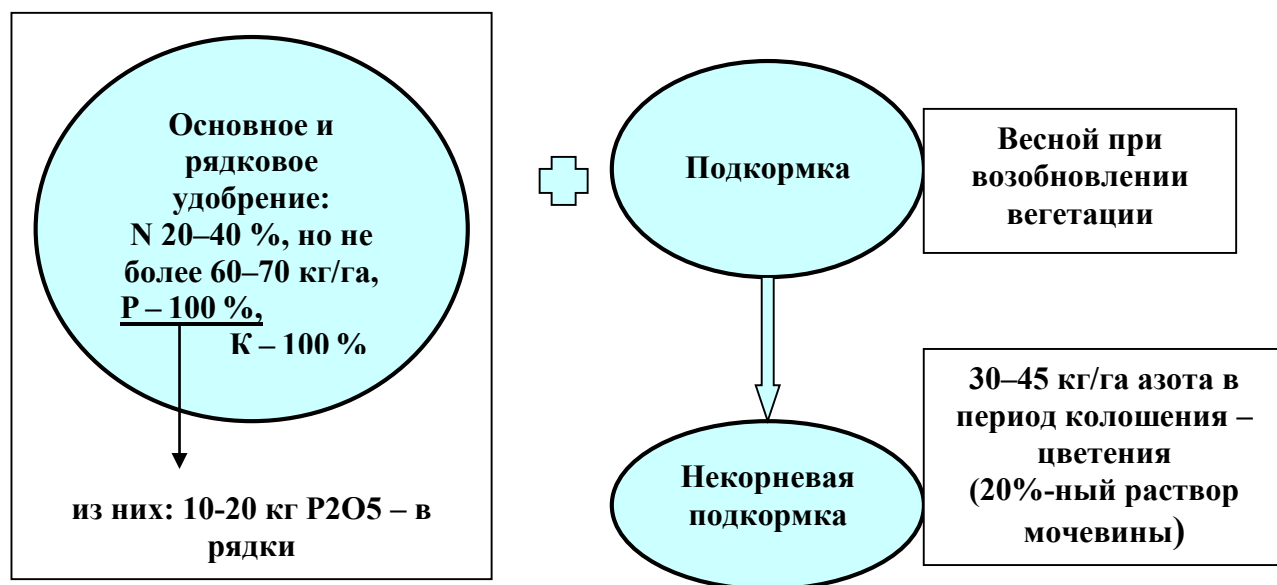 Основное и
рядковое
удобрение:
N 20–40 %, но не
более 60–70 кг/га,
Р – 100 %,
К – 100 %
из них: 10-20 кг Р2О5 – в
рядки
Подкормка
Весной при
возобновлении
вегетации
Некорневая
подкормка
30–45 кг/га азота в
период колошения –
цветения
(20%-ный раствор
мочевины)